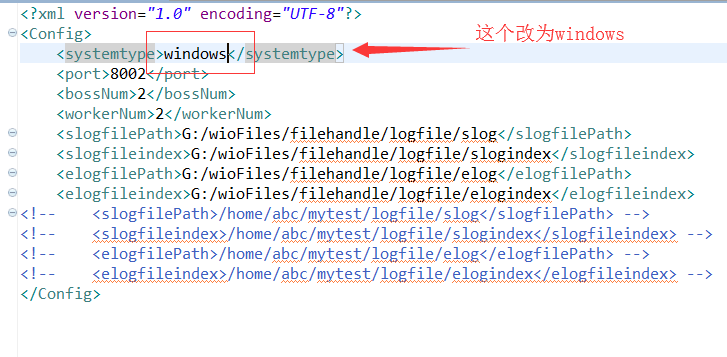 <?xml version="1.0" encoding="UTF-8"?>
<Config>
<systemtype>windows</systemtype>
这个改为windows
<port>8002</port>
<bossNum>2</bossNum>
<workerNum>2</workerNum>
<slogfilePath>G:/wioFiles/filehandle/logfile/slog</slogfilePath>
<slogfileindex>G:/wioFiles/filehandle/logfile/slogindex</slogfileindex>
<elogfilePath>G:/wioFiles/filehandle/logfile/elog</elogfilePath>
<elogfileindex>G:/wioFiles/filehandle/logfile/elogindex</elogfileindex>
<!-- <slogfilePath>/home/abc/mytest/logfile/slog</slogfilePath> -->
<!-- <slogfileindex>/home/abc/mytest/logfile/slogindex</slogfileindex> -->
<!-- <elogfilePath>/home/abc/mytest/logfile/elog</elogfilePath> -->
<!-- <elogfileindex>/home/abc/mytest/logfile/elogindex</elogfileindex> -->
</Config>